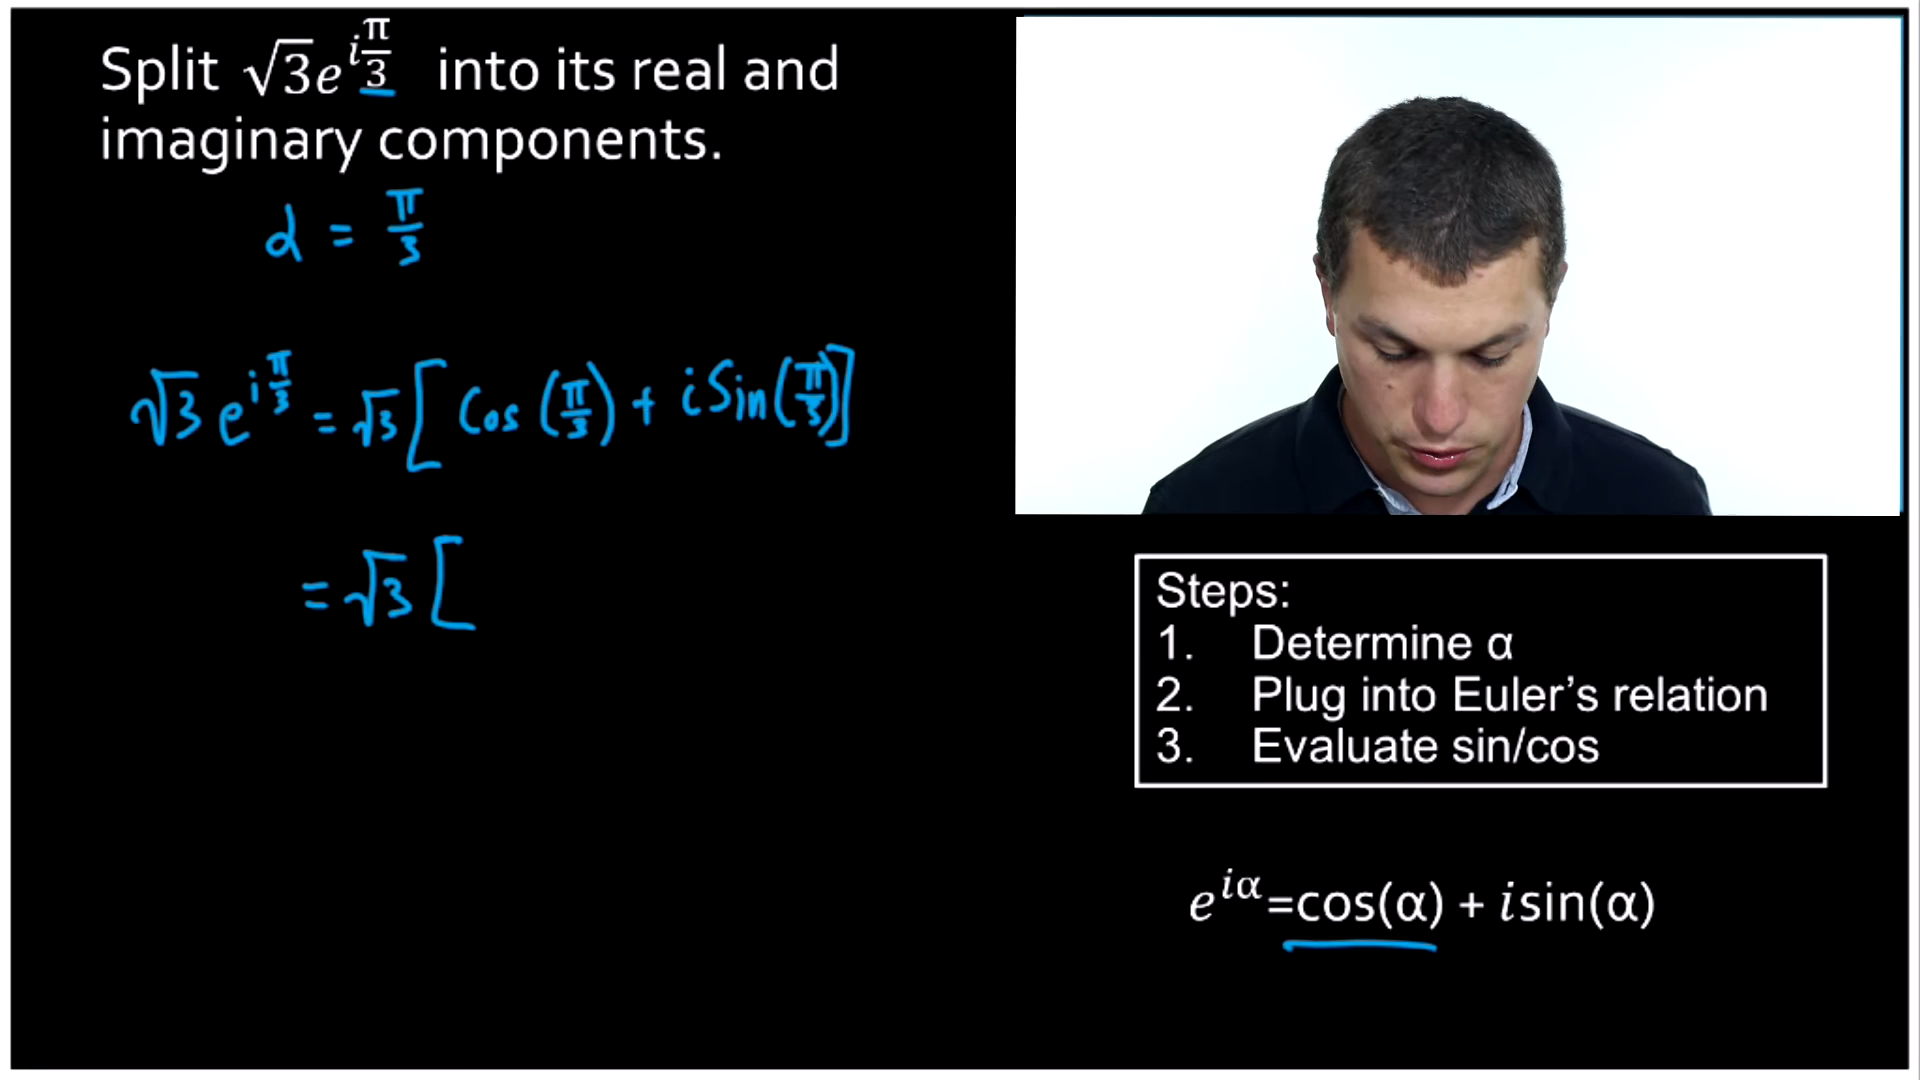 Split √3e^{iπ/3} into its real and
imaginary components.
α = π/3
√3 e^{iπ/3} = √3 [ Cos (π/3) + i Sin(π/3)]
= √3 [
Steps:
1. Determine α
2. Plug into Euler’s relation
3. Evaluate sin/cos
e^{iα}=cos(α) + isin(α)